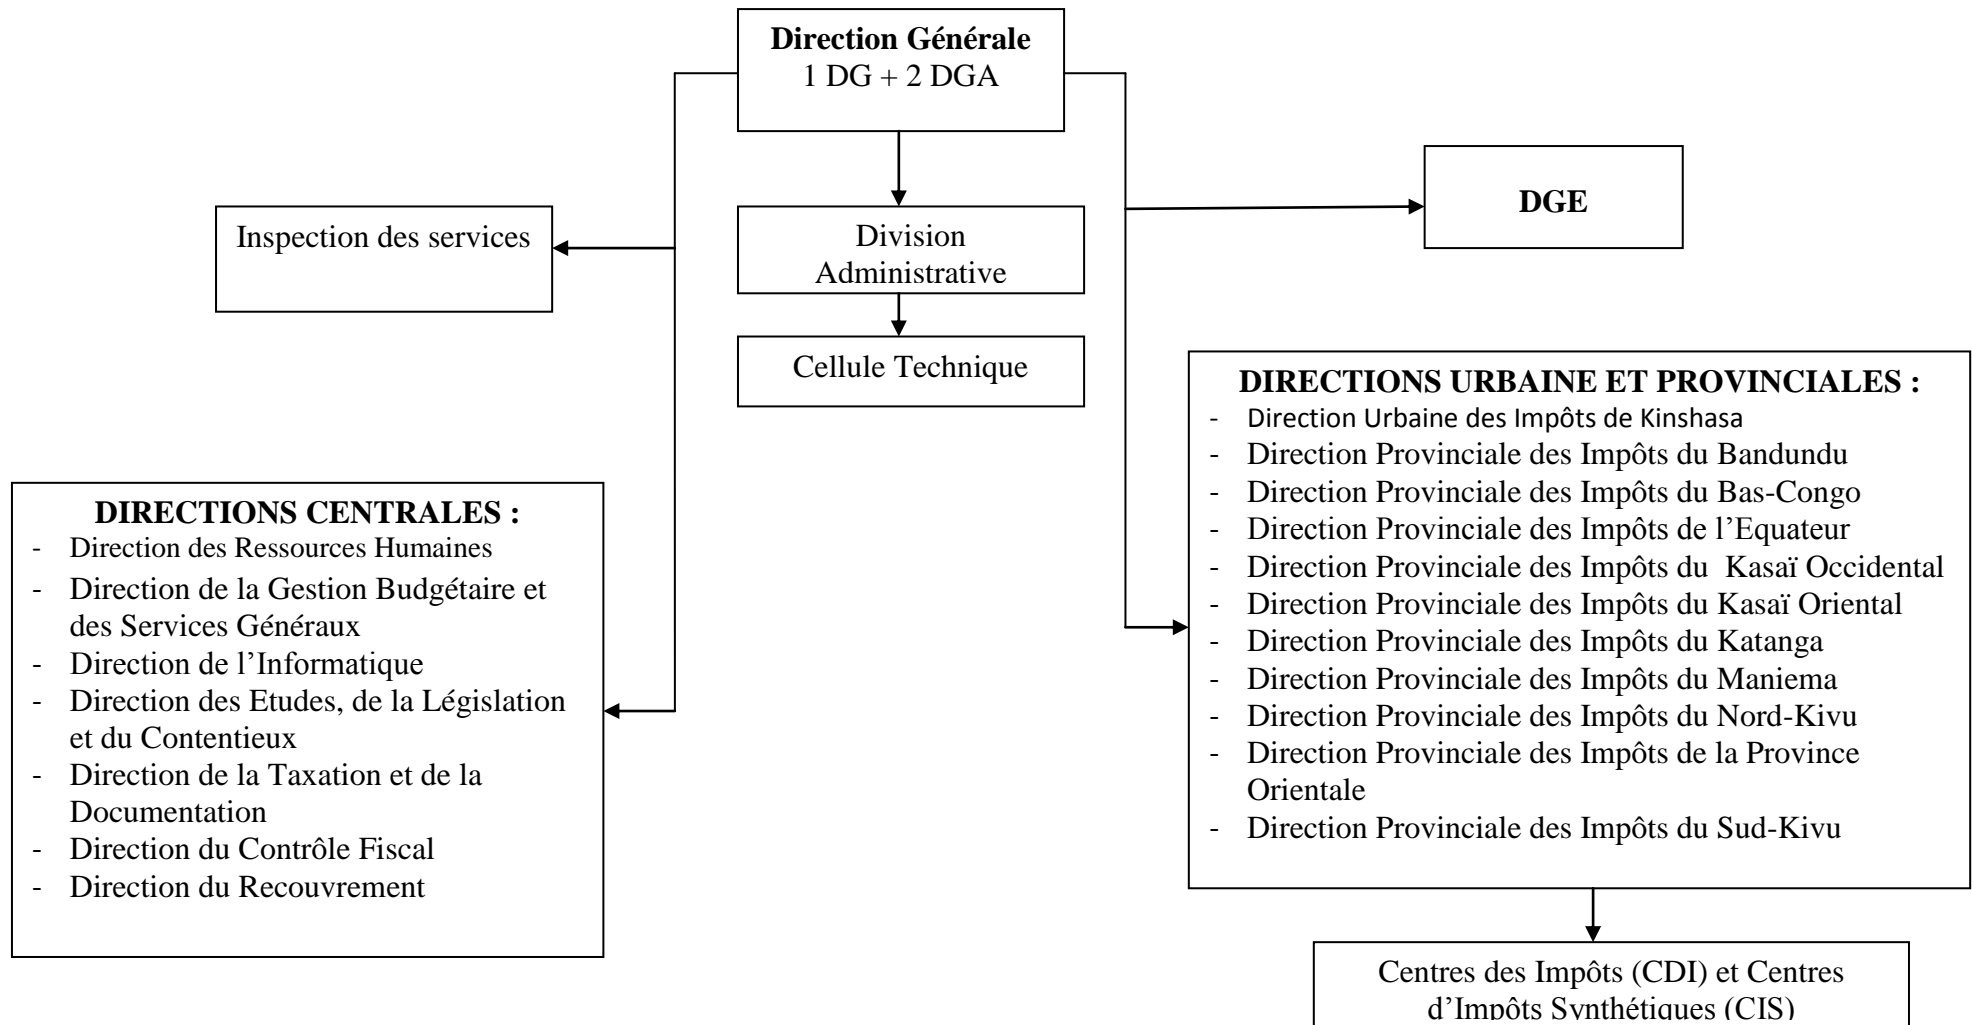 Direction Générale
1 DG + 2 DGA
DGE
Inspection des services
Division
Administrative
Cellule Technique
DIRECTIONS CENTRALES :
- Direction des Ressources Humaines
- Direction de la Gestion Budgétaire et
des Services Généraux
- Direction de l’Informatique
- Direction des Etudes, de la Législation
et du Contentieux
- Direction de la Taxation et de la
Documentation
- Direction du Contrôle Fiscal
- Direction du Recouvrement
DIRECTIONS URBAINE ET PROVINCIALES :
- Direction Urbaine des Impôts de Kinshasa
- Direction Provinciale des Impôts du Bandundu
- Direction Provinciale des Impôts du Bas-Congo
- Direction Provinciale des Impôts de l’Equateur
- Direction Provinciale des Impôts du  Kasaï Occidental
- Direction Provinciale des Impôts du Kasaï Oriental
- Direction Provinciale des Impôts du Katanga
- Direction Provinciale des Impôts du Maniema
- Direction Provinciale des Impôts du Nord-Kivu
- Direction Provinciale des Impôts de la Province
Orientale
- Direction Provinciale des Impôts du Sud-Kivu
Centres des Impôts (CDI) et Centres
d’Impôts Synthétiques (CIS)